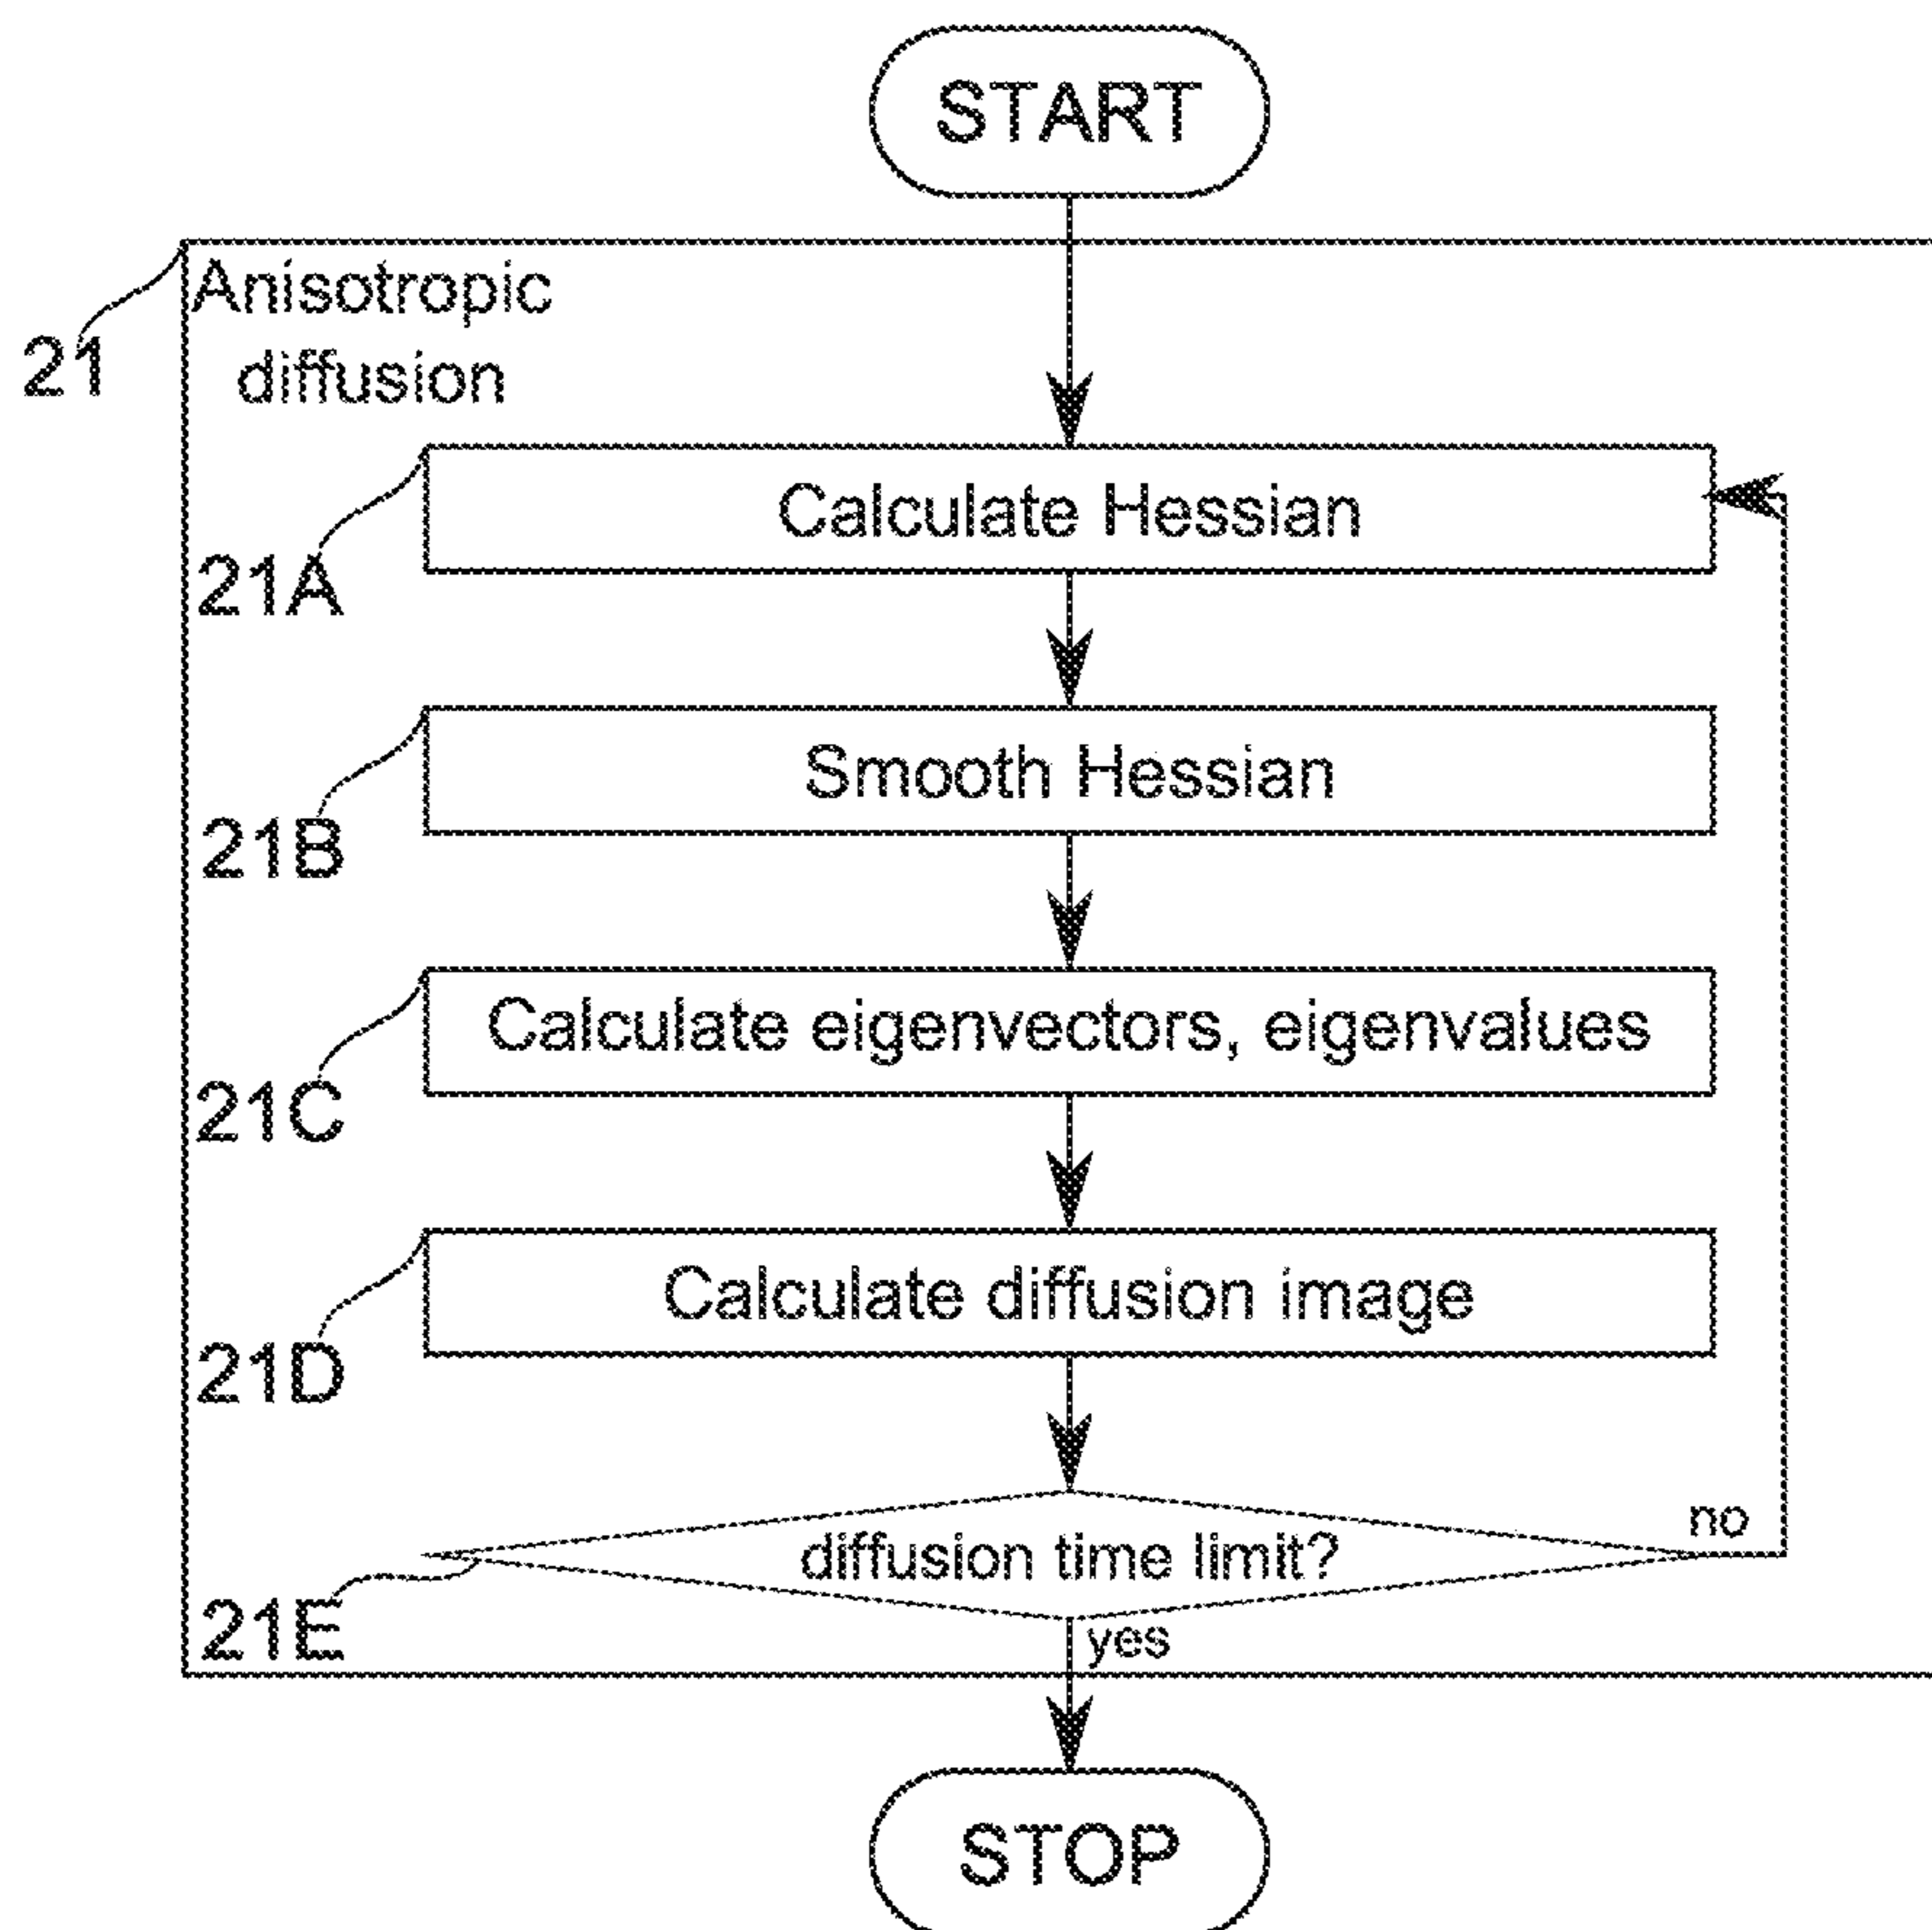 START
Anisotropic
21
diffusion
Calculate Hessian
21A
Smooth Hessian
21B
Calculate eigenvectors, eigenvalues
21C
Calculate diffusion image
21D
no
diffusion time limit?
21E
yes
STOP